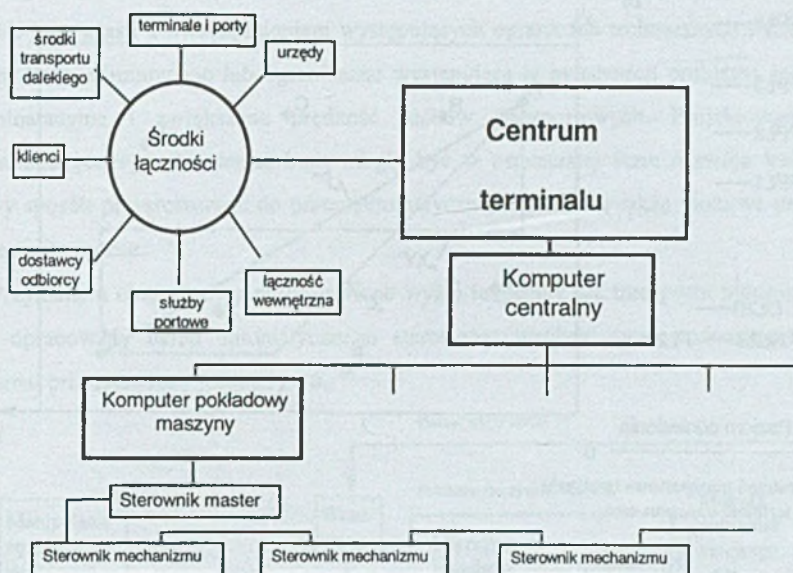 terminale i porty
środki
transportu
dalekiego
urzędy
Środki
łączności
klienci
Centrum
terminalu
dostawcy
odbiorcy
służby
portowe
łączność
wewnętrzna
Komputer
centralny
Komputer pokładowy
maszyny
Sterownik master
Sterownik mechanizmu
Sterownik mechanizmu
Sterownik mechanizmu